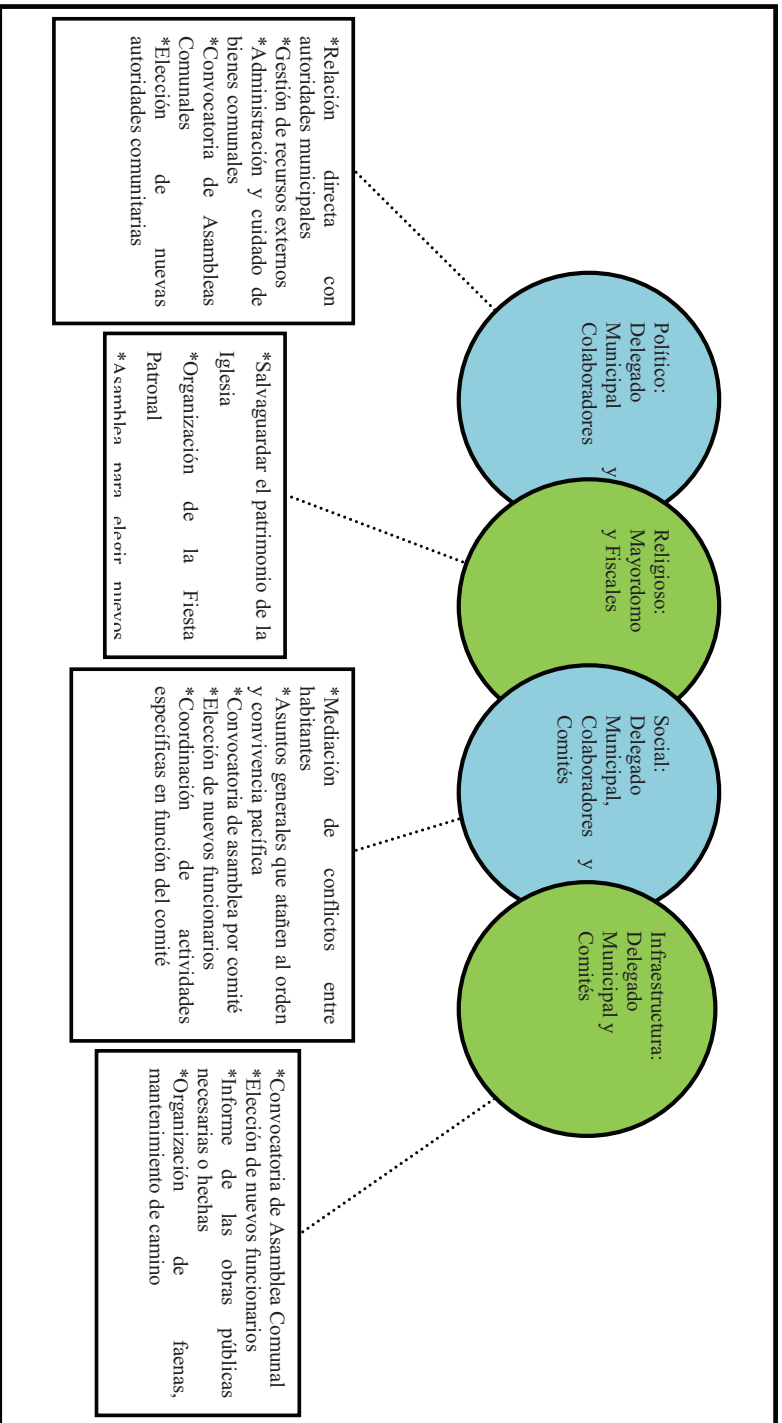 Político:
Delegado
Municipal y
Colaboradores
Religioso:
Mayordomo
y Fiscales
Social:
Delegado
Municipal,
Colaboradores y
Comités
Infraestructura:
Delegado
Municipal y
Comités
*Relación directa con
autoridades municipales
*Gestión de recursos externos
*Administración y cuidado de
bienes comunales
*Convocatoria de Asambleas
Comunales
*Elección de nuevas
autoridades comunitarias
*Salvaguardar el patrimonio de la
Iglesia
*Organización de la Fiesta
Patronal
*Asamblea para elegir nuevos
*Mediación de conflictos entre
habitantes
*Asuntos generales que atañen al orden
y convivencia pacífica
*Convocatoria de asamblea por comité
*Elección de nuevos funcionarios
*Coordinación de actividades
específicas en función del comité
*Convocatoria de Asamblea Comunal
*Elección de nuevos funcionarios
*Informe de las obras públicas
necesarias o hechas
*Organización de faenas,
mantenimiento de camino